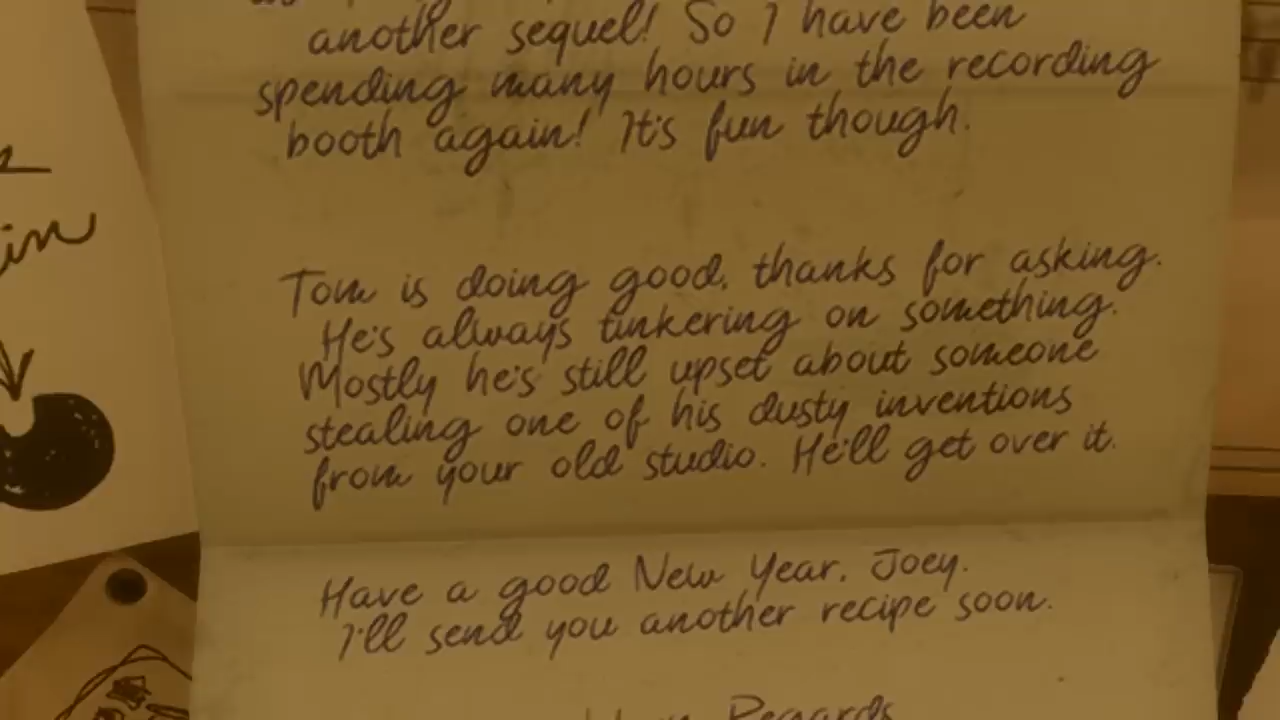 another sequel! So I have been
spending many hours in the recording
booth again! It's fun though.
Tom is doing good, thanks for asking.
He's always tinkering on something.
Mostly he's still upset about someone
stealing one of his dusty inventions
from your old studio. He'll get over it.
Have a good New Year, Joey.
I'll send you another recipe soon.
Regards